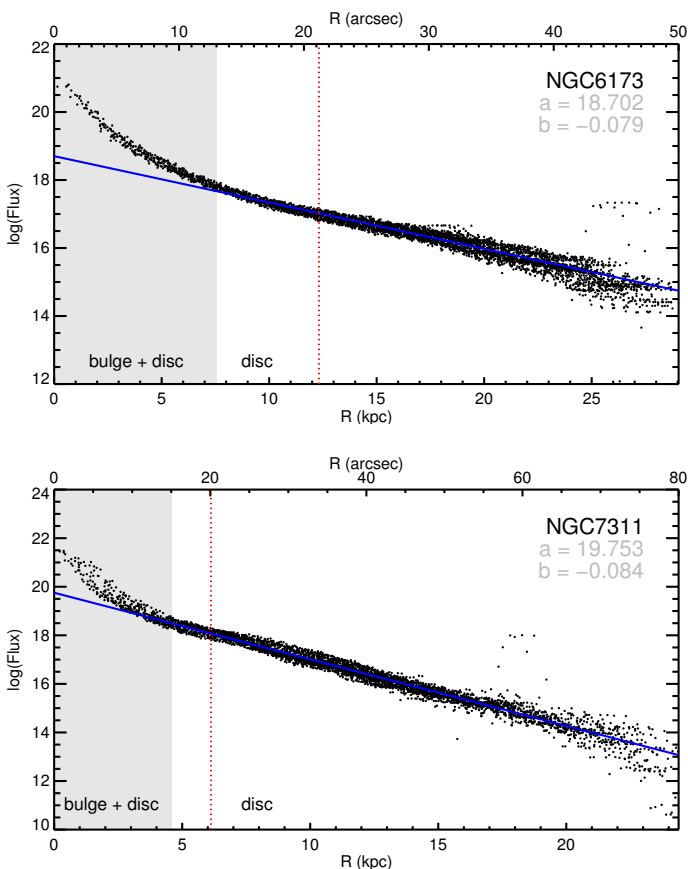 R (arcsec)
0 10 20 30 40 50
22
20
18
16
14
12
log(Flux)
NGC6173
a = 18.702
b = −0.079
bulge + disc disc
0 5 10 15 20 25
R (kpc)
R (arcsec)
0 20 40 60 80
24
22
20
18
16
14
12
10
log(Flux)
NGC7311
a = 19.753
b = −0.084
bulge + disc disc
0 5 10 15 20
R (kpc)